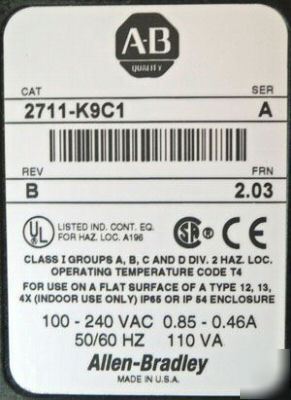 A-B
QUALITY
CAT SER
2711-K9C1 A
REV FRN
B 2.03
UL LISTED IND. CONT. EQ.
FOR HAZ. LOC. A196
SA CE
CLASS I GROUPS A, B, C AND D DIV. 2 HAZ. LOC.
OPERATING TEMPERATURE CODE T4
FOR USE ON A FLAT SURFACE OF A TYPE 12, 13,
4X (INDOOR USE ONLY) IP65 OR IP 54 ENCLOSURE
100 - 240 VAC 0.85 - 0.46A
50/60 HZ 110 VA
Allen-Bradley
MADE IN U.S.A.